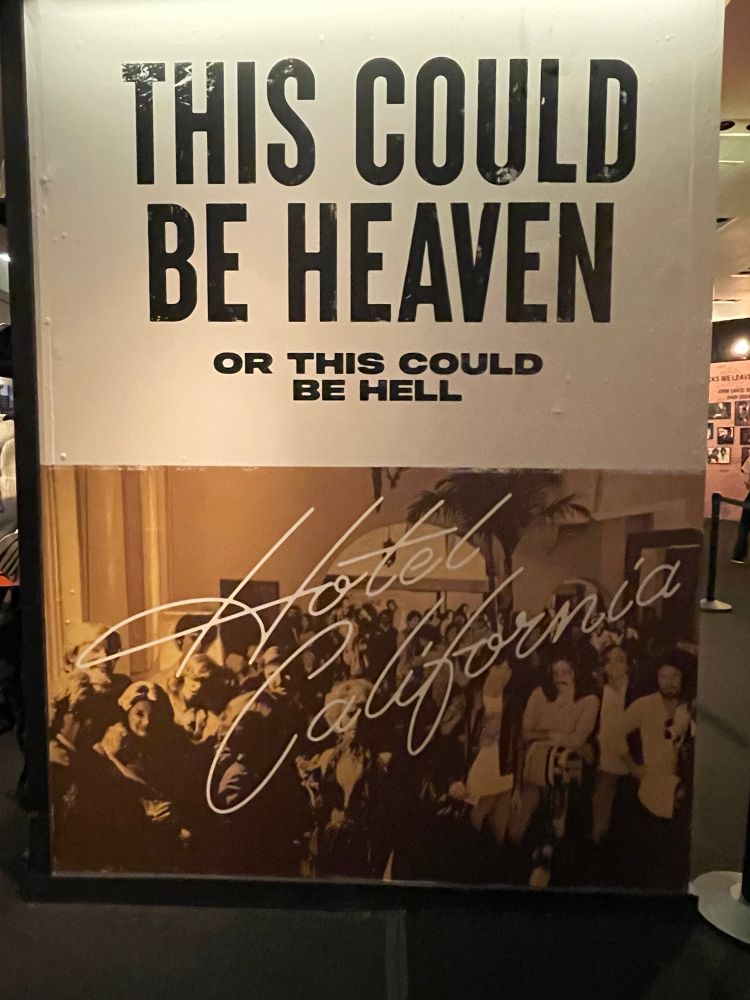 THIS COULD
BE HEAVEN
OR THIS COULD
BE HELL
Hotel
California